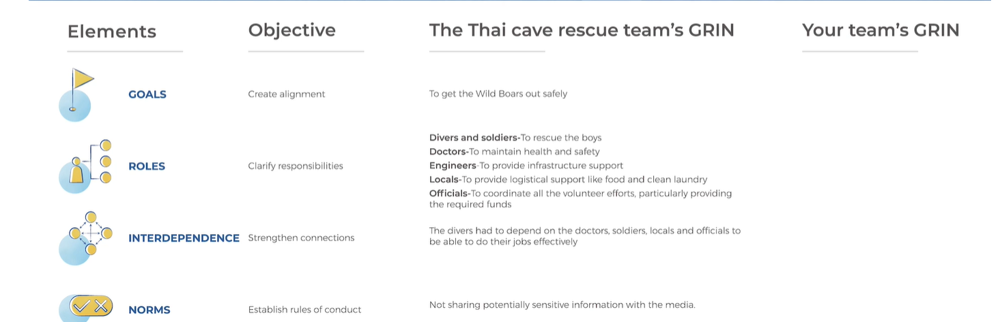 Elements
Objective
The Thai cave rescue team's GRIN
Your team's GRIN
GOALS
Create alignment
To get the Wild Boars out safely
ROLES
Clarify responsibilities
Divers and soldiers-To rescue the boys
Doctors-To maintain health and safety
Engineers-To provide infrastructure support
Locals-To provide logistical support like food and clean laundry
Officials-To coordinate all the volunteer efforts, particularly providing
the required funds
INTERDEPENDENCE
Strengthen connections
The divers had to depend on the doctors, soldiers, locals and officials to
be able to do their jobs effectively
NORMS
Establish rules of conduct
Not sharing potentially sensitive information with the media.